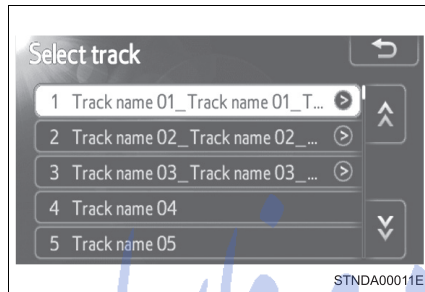 Select track
1 Track name 01_Track name 01_T...
2 Track name 02_Track name 02_...
3 Track name 03_Track name 03_...
4 Track name 04
5 Track name 05
STNDA00011E